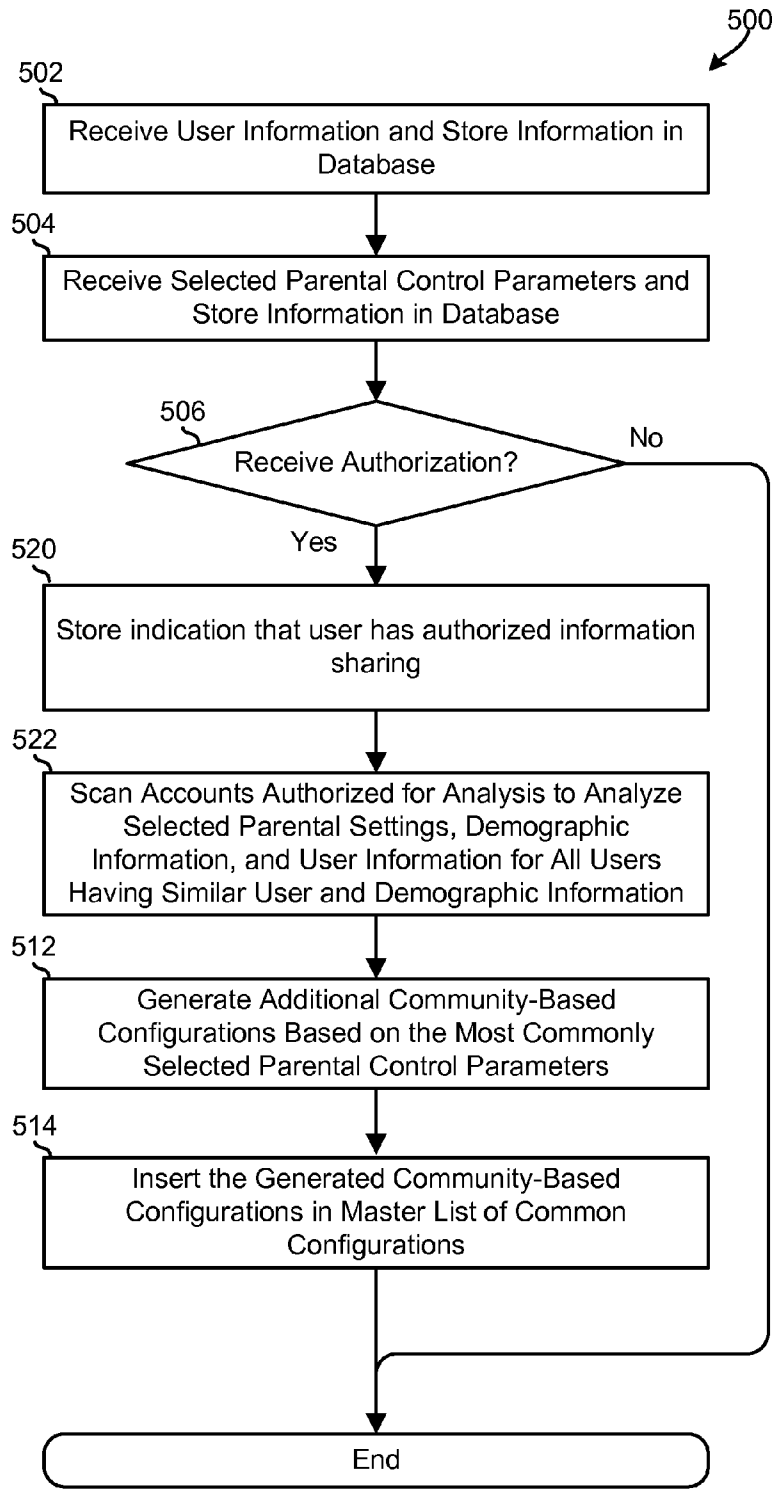 500
502
Receive User Information and Store Information in
Database
504
Receive Selected Parental Control Parameters and
Store Information in Database
506
Receive Authorization?
No
Yes
520
Store indication that user has authorized information
sharing
522
Scan Accounts Authorized for Analysis to Analyze
Selected Parental Settings, Demographic
Information, and User Information for All Users
Having Similar User and Demographic Information
512
Generate Additional Community-Based
Configurations Based on the Most Commonly
Selected Parental Control Parameters
514
Insert the Generated Community-Based
Configurations in Master List of Common
Configurations
End